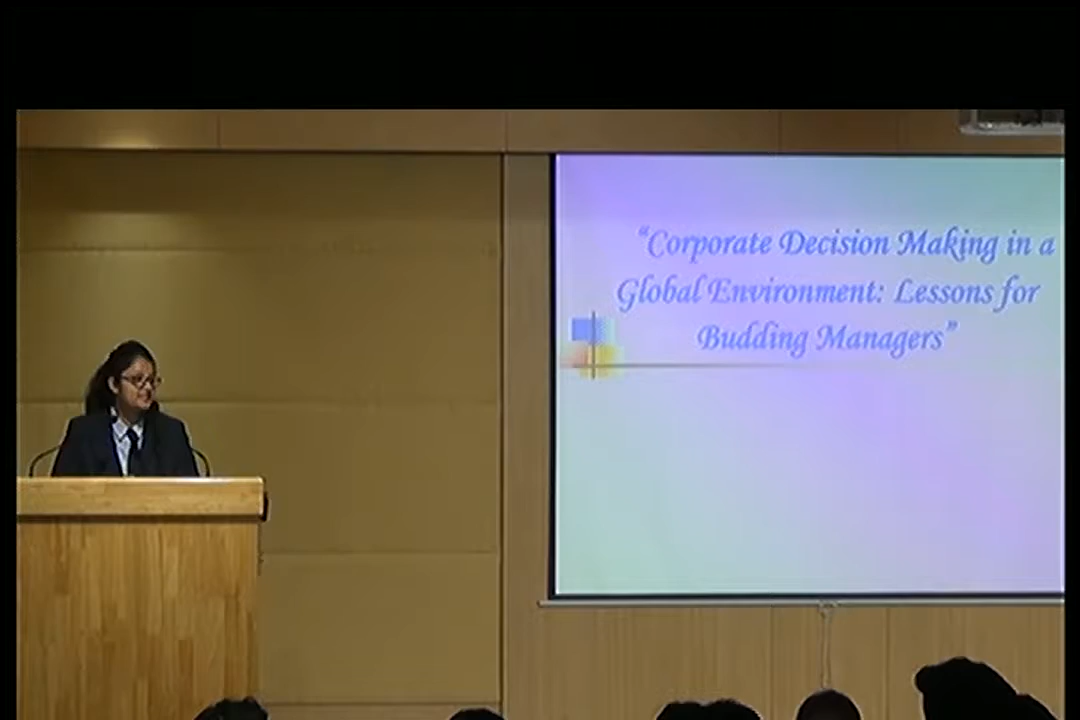 “Corporate Decision Making in a
Global Environment: Lessons for
Budding Managers”